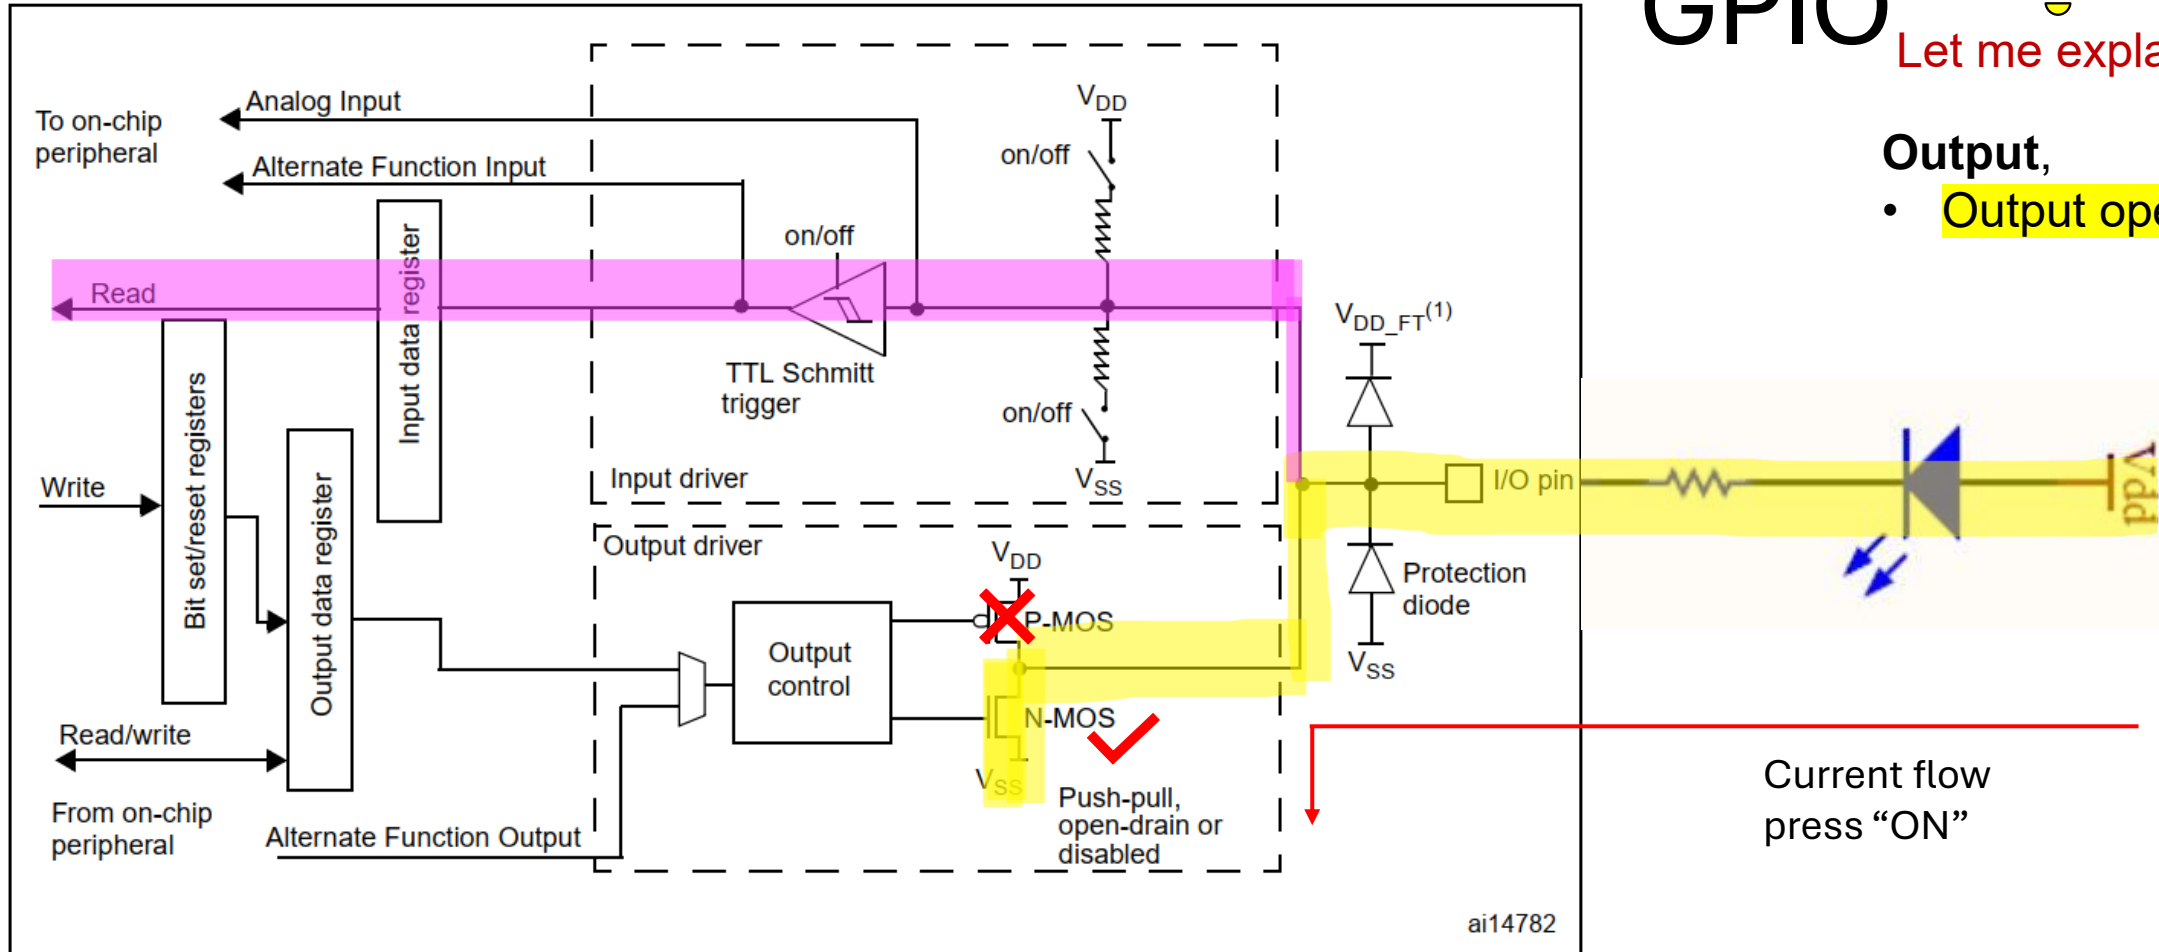 GPIO
Let me expla
Output,
• Output ope
To on-chip
peripheral
Analog Input
Alternate Function Input
Read
Input data register
Bit set/reset registers
Output data register
Write
Read/write
From on-chip
peripheral
Alternate Function Output
on/off
TTL Schmitt
trigger
VDD
on/off
on/off
VSS
Input driver
Output driver
VDD
P-MOS
Output
control
N-MOS
VSS
Push-pull,
open-drain or
disabled
VDD_FT(1)
I/O pin
Protection
diode
VSS
Vdd
Current flow
press “ON”
ai14782